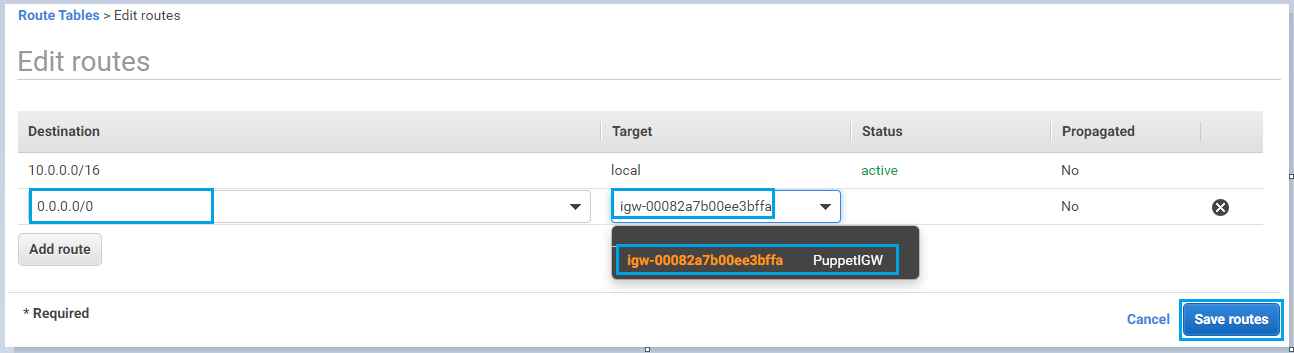 Route Tables > Edit routes
Edit routes
Destination Target Status Propagated
10.0.0.0/16 local active No
0.0.0.0/0 igw-00082a7b00ee3bffa No
Add route
igw-00082a7b00ee3bffa PuppetIGW
* Required
Cancel Save routes